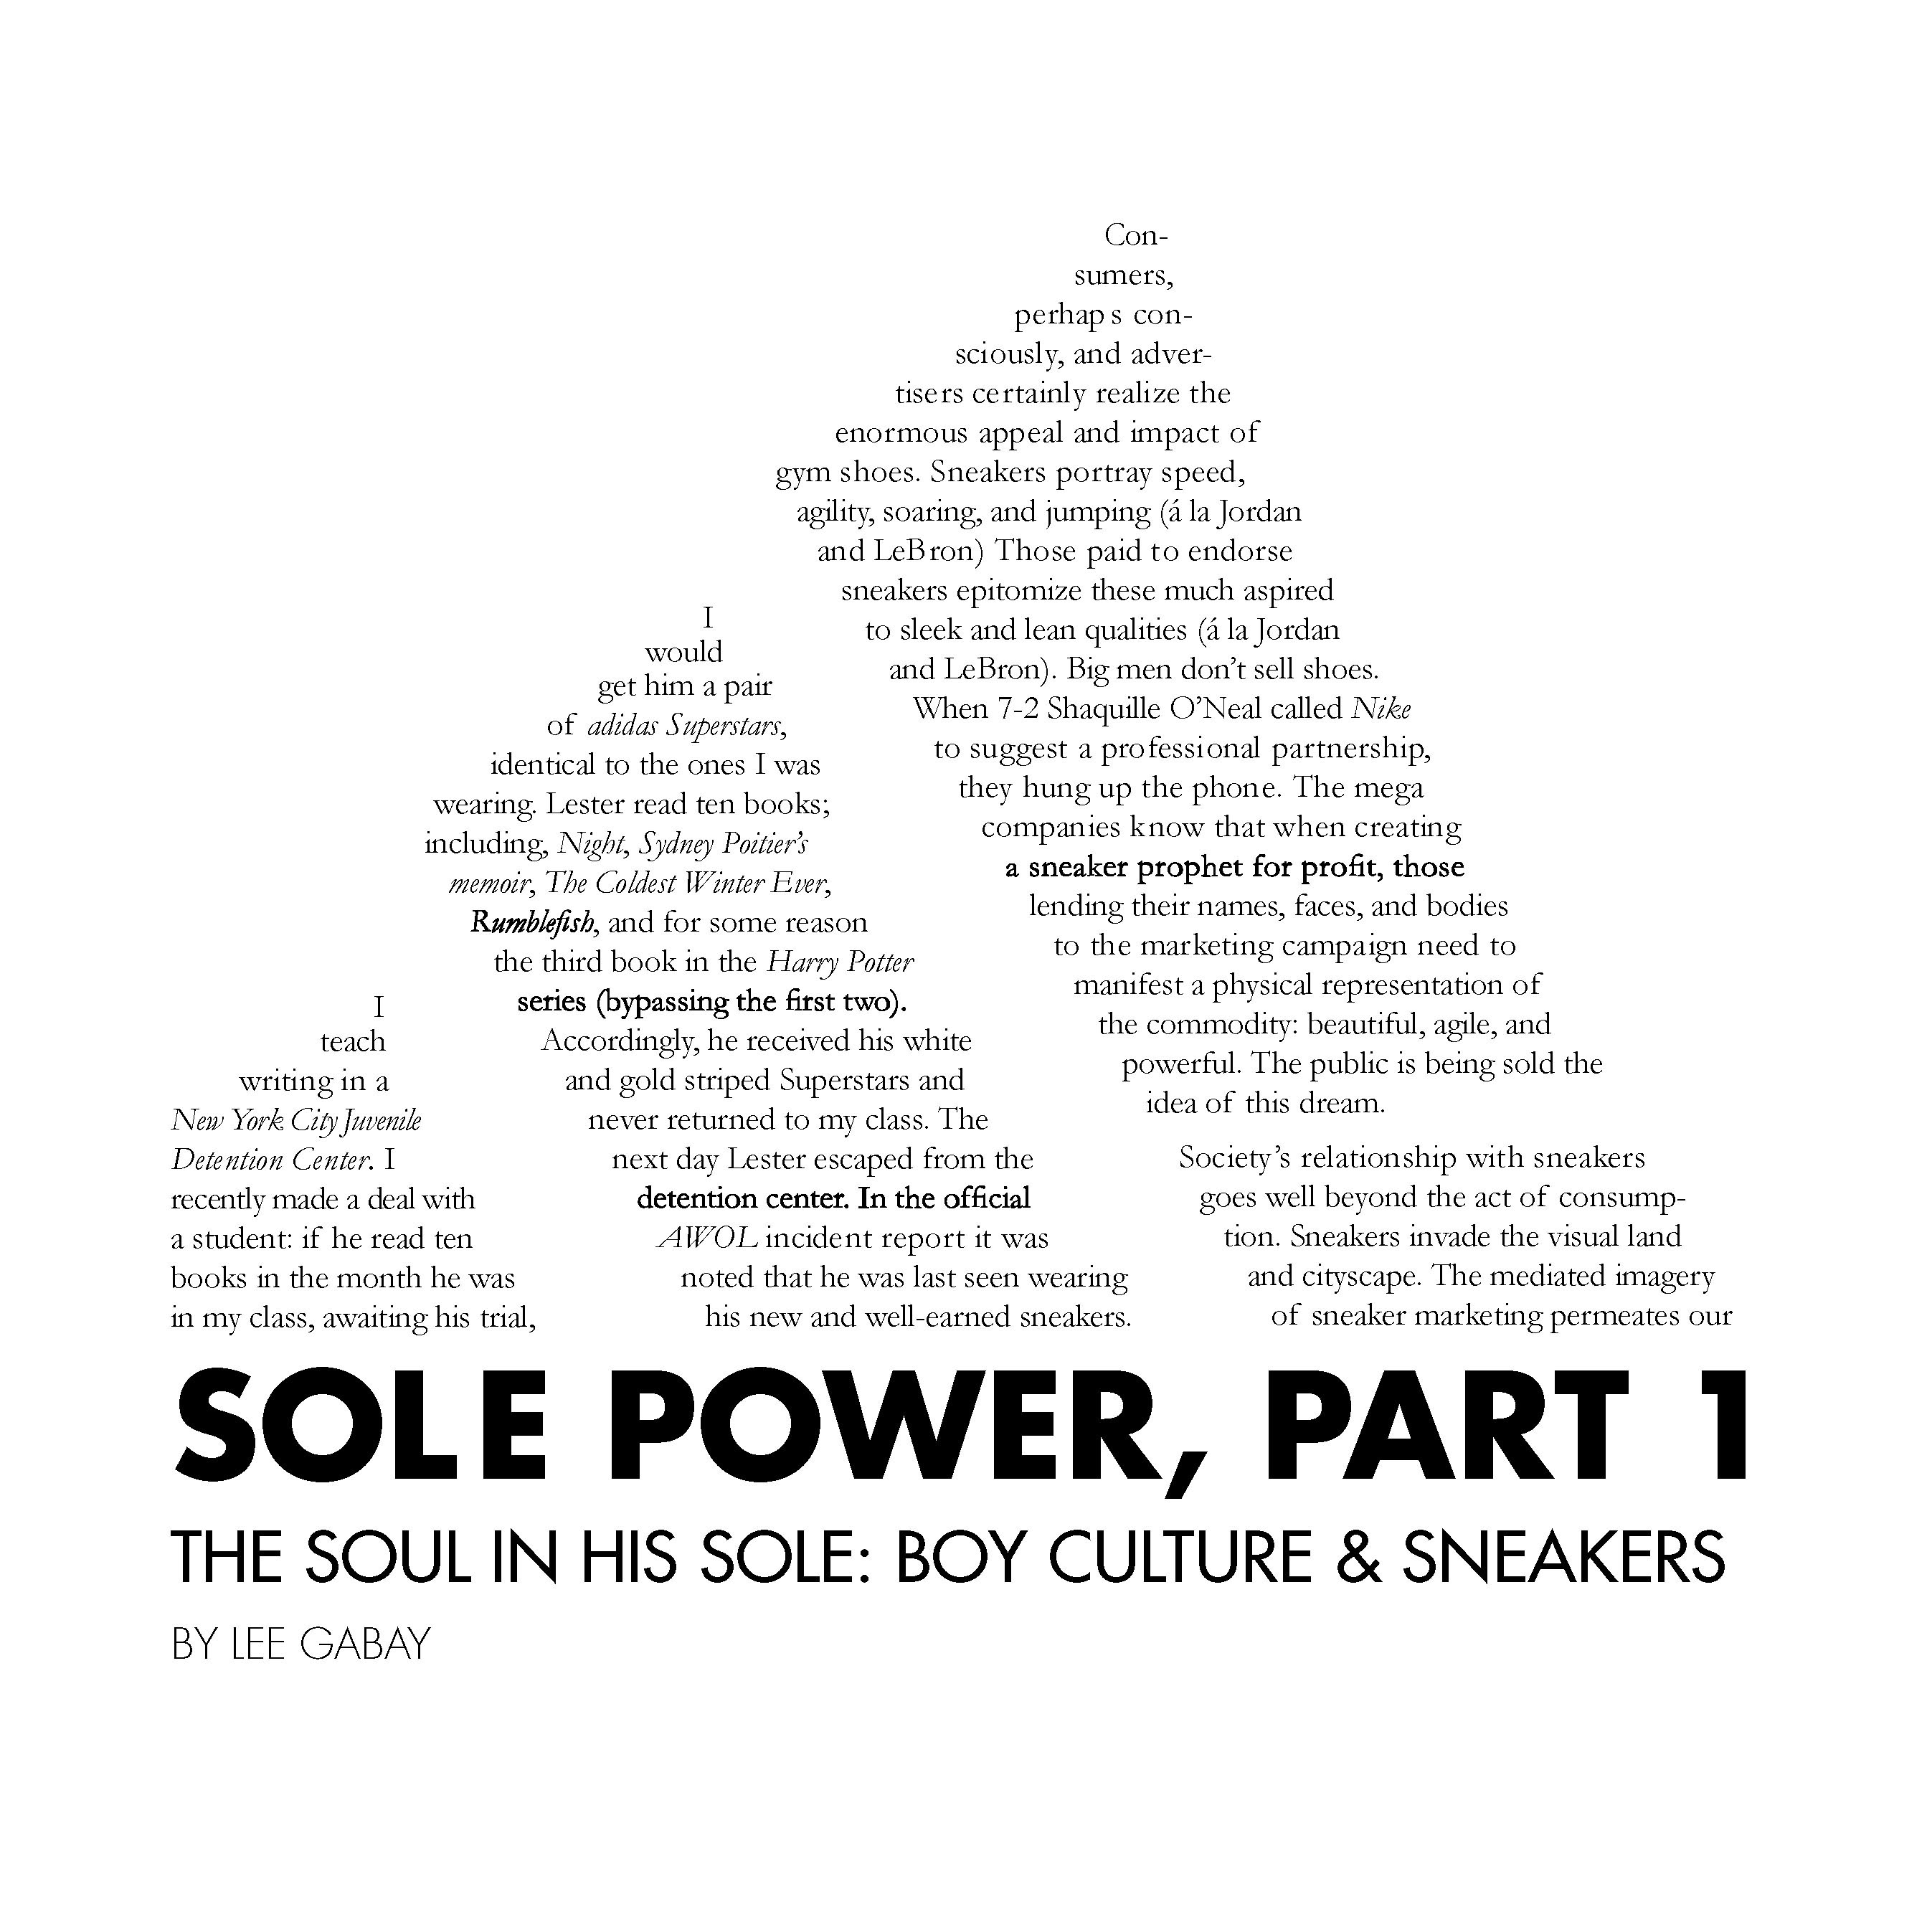 I
teach
writing in a
New York City Juvenile
Detention Center. I
recently made a deal with
a student: if he read ten
books in the month he was
in my class, awaiting his trial,
I
would
get him a pair
of adidas Superstars,
identical to the ones I was
wearing. Lester read ten books;
including, Night, Sydney Poitier's
memoir, The Coldest Winter Ever,
Rumblefish, and for some reason
the third book in the Harry Potter
series (bypassing the first two).
Accordingly, he received his white
and gold striped Superstars and
never returned to my class. The
next day Lester escaped from the
detention center. In the official
AWOL incident report it was
noted that he was last seen wearing
his new and well-earned sneakers.
Con-
sumers,
perhaps con-
sciously, and adver-
tisers certainly realize the
enormous appeal and impact of
gym shoes. Sneakers portray speed,
agility, soaring, and jumping (á la Jordan
and LeBron) Those paid to endorse
sneakers epitomize these much aspired
to sleek and lean qualities (á la Jordan
and LeBron). Big men don't sell shoes.
When 7-2 Shaquille O'Neal called Nike
to suggest a professional partnership,
they hung up the phone. The mega
companies know that when creating
a sneaker prophet for profit, those
lending their names, faces, and bodies
to the marketing campaign need to
manifest a physical representation of
the commodity: beautiful, agile, and
powerful. The public is being sold the
idea of this dream.
Society's relationship with sneakers
goes well beyond the act of consump-
tion. Sneakers invade the visual land
and cityscape. The mediated imagery
of sneaker marketing permeates our
SOLE POWER, PART 1
THE SOUL IN HIS SOLE: BOY CULTURE & SNEAKERS
BY LEE GABAY